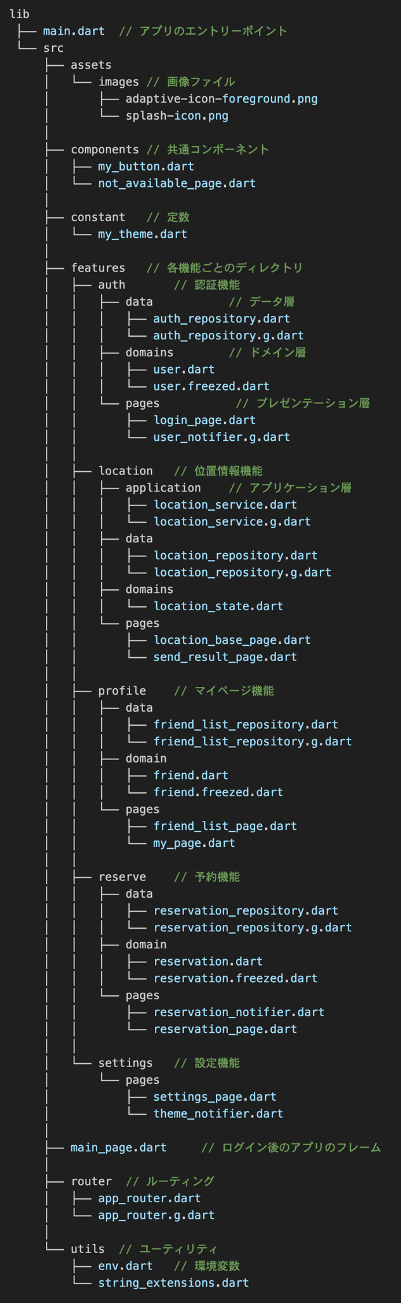 lib
├── main.dart  // アプリのエントリーポイント
└── src
    ├── assets
    │   └── images // 画像ファイル
    │       ├── adaptive-icon-foreground.png
    │       └── splash-icon.png
    │
    ├── components // 共通コンポーネント
    │   ├── my_button.dart
    │   └── not_available_page.dart
    │
    ├── constant   // 定数
    │   └── my_theme.dart
    │
    ├── features   // 各機能ごとのディレクトリ
    │   ├── auth       // 認証機能
    │   │   ├── data           // データ層
    │   │   │   ├── auth_repository.dart
    │   │   │   └── auth_repository.g.dart
    │   │   ├── domains        // ドメイン層
    │   │   │   ├── user.dart
    │   │   │   └── user.freezed.dart
    │   │   └── pages           // プレゼンテーション層
    │   │       ├── login_page.dart
    │   │       └── user_notifier.g.dart
    │   │
    │   ├── location   // 位置情報機能
    │   │   ├── application    // アプリケーション層
    │   │   │   ├── location_service.dart
    │   │   │   └── location_service.g.dart
    │   │   ├── data
    │   │   │   ├── location_repository.dart
    │   │   │   └── location_repository.g.dart
    │   │   ├── domains
    │   │   │   └── location_state.dart
    │   │   └── pages
    │   │       ├── location_base_page.dart
    │   │       └── send_result_page.dart
    │   │
    │   ├── profile    // マイページ機能
    │   │   ├── data
    │   │   │   ├── friend_list_repository.dart
    │   │   │   └── friend_list_repository.g.dart
    │   │   ├── domain
    │   │   │   ├── friend.dart
    │   │   │   └── friend.freezed.dart
    │   │   └── pages
    │   │       ├── friend_list_page.dart
    │   │       └── my_page.dart
    │   │
    │   ├── reserve    // 予約機能
    │   │   ├── data
    │   │   │   ├── reservation_repository.dart
    │   │   │   └── reservation_repository.g.dart
    │   │   ├── domain
    │   │   │   ├── reservation.dart
    │   │   │   └── reservation.freezed.dart
    │   │   └── pages
    │   │       ├── reservation_notifier.dart
    │   │       └── reservation_page.dart
    │   │
    │   └── settings   // 設定機能
    │       └── pages
    │           ├── settings_page.dart
    │           └── theme_notifier.dart
    │
    ├── main_page.dart     // ログイン後のアプリのフレーム
    │
    ├── router  // ルーティング
    │   ├── app_router.dart
    │   └── app_router.g.dart
    │
    └── utils  // ユーティリティ
        ├── env.dart   // 環境変数
        └── string_extensions.dart